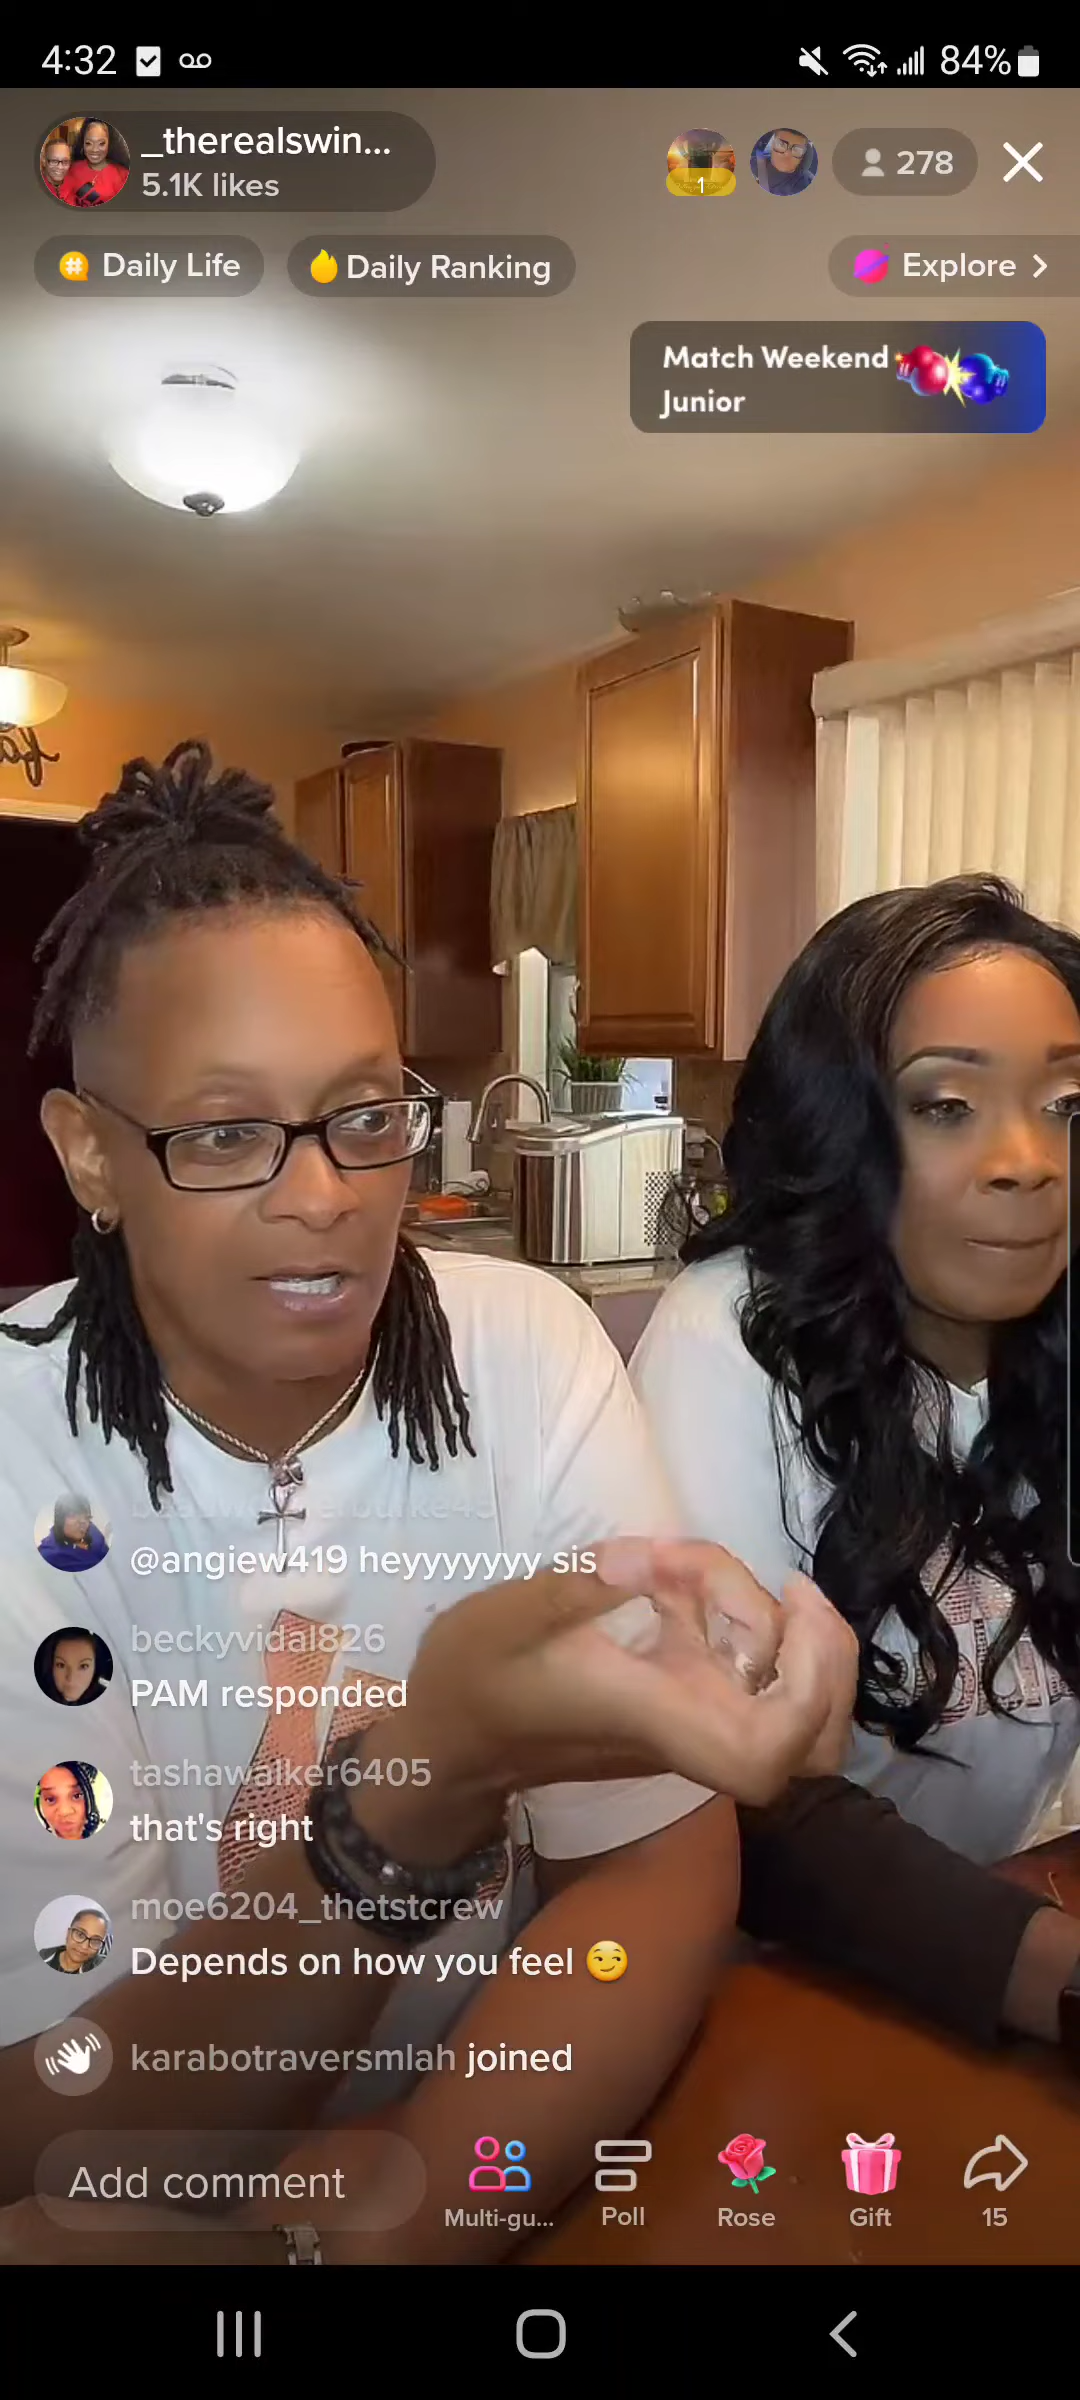 4:32
84%
_therealswin...
5.1K likes
1
278
Daily Life
Daily Ranking
Explore >
Match Weekend
Junior
@angiew419 heyyyyyyy sis
beckyvidal826
PAM responded
tashawalker6405
that's right
moe6204_thetstcrew
Depends on how you feel 😏
karabotraversmlah joined
Add comment
Multi-gu...
Poll
Rose
Gift
15